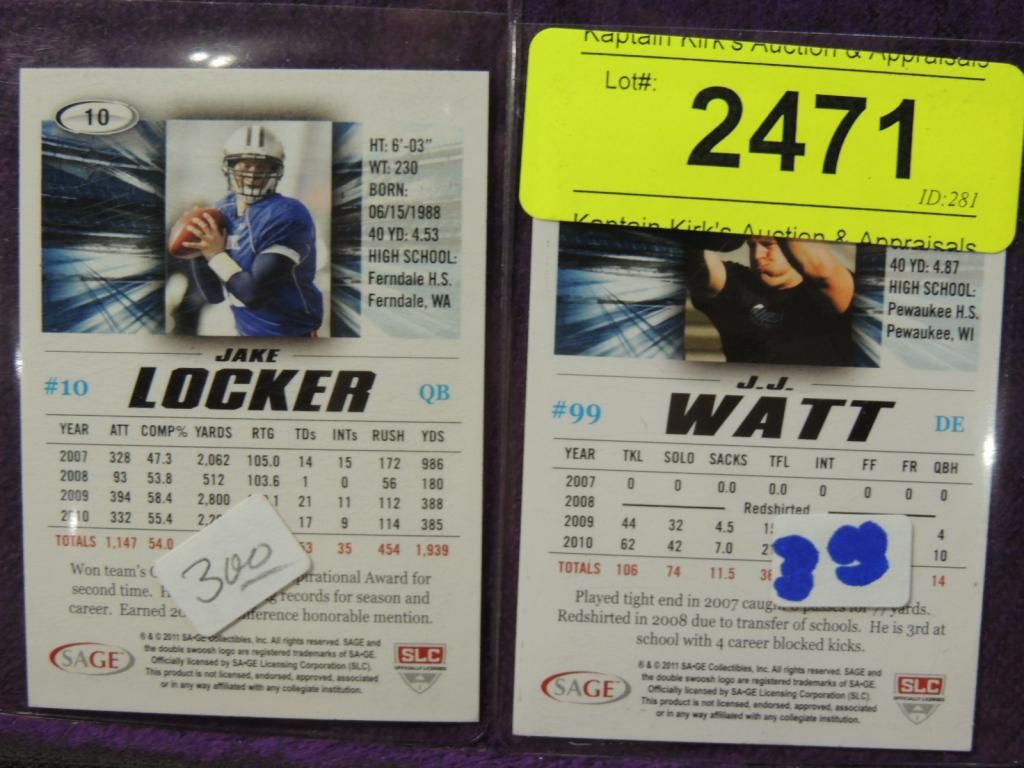 10
HT: 6'-03"
WT: 230
BORN:
06/15/1988
40 YD: 4.53
HIGH SCHOOL:
Ferndale H.S.
Ferndale, WA
JAKE
#10 LOCKER QB
YEAR ATT COMP% YARDS RTG TDs INTs RUSH YDS
2007 328 47.3 2,062 105.0 14 15 172 986
2008 93 53.8 512 103.6 1 0 56 180
2009 394 58.4 2,800 21 11 112 388
332 55.4 17 9 114 385
TOTALS 1,147 54.0 35 454 1,939
300
Won team's Award for
second time. records for season and
career. Earned honorable mention.
SAGE
® & © 2011 SA•GE Collectibles, Inc. All rights reserved. SAGE and
the double swoosh logo are registered trademarks of SA•GE.
Officially licensed by SA•GE Licensing Corporation (SLC).
This product is not licensed, endorsed, approved, associated
or in any way affiliated with any collegiate institution.
SLC
OFFICIALLY LICENSED
Kaptain Kirk's Auction & Appraisals
Lot#: 2471
ID:281
Kaptain Kirk's Auction & Appraisals
40 YD: 4.87
HIGH SCHOOL:
Pewaukee H.S.
Pewaukee, WI
J.J.
#99 WATT DE
YEAR TKL SOLO SACKS TFL INT FF FR QBH
2007 0 0 0.0 0.0 0 0 0 0
2008 Redshirted
2009 44 32 4.5 4
2010 62 42 7.0 10
TOTALS 106 74 11.5 14
39
Played tight end in 2007 passes for 77 yards.
Redshirted in 2008 due to transfer of schools. He is 3rd at
school with 4 career blocked kicks.
SAGE
® & © 2011 SA•GE Collectibles, Inc. All rights reserved. SAGE and
the double swoosh logo are registered trademarks of SA•GE.
Officially licensed by SA•GE Licensing Corporation (SLC).
This product is not licensed, endorsed, approved, associated
or in any way affiliated with any collegiate institution.
SLC
OFFICIALLY LICENSED